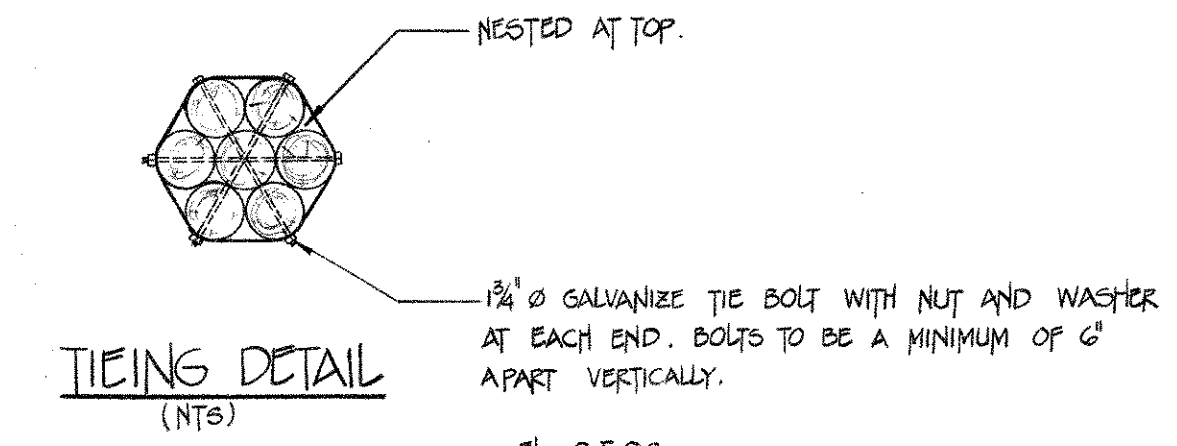 NESTED AT TOP.
1¾" Ø GALVANIZE TIE BOLT WITH NUT AND WASHER
AT EACH END. BOLTS TO BE A MINIMUM OF 6"
APART VERTICALLY.
TIEING DETAIL
(NTS)